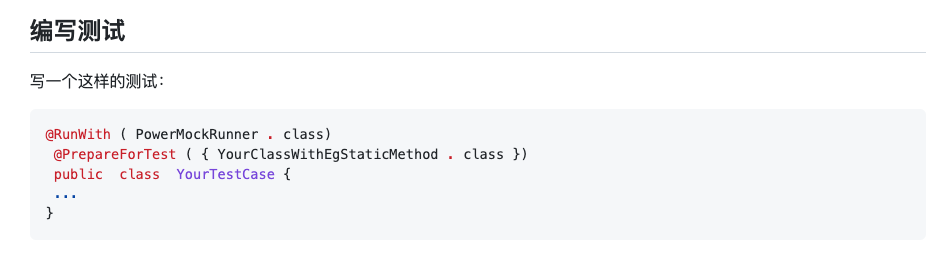 编写测试
写一个这样的测试：
@RunWith ( PowerMockRunner . class)
@PrepareForTest ( { YourClassWithEgStaticMethod . class })
public  class  YourTestCase {
...
}